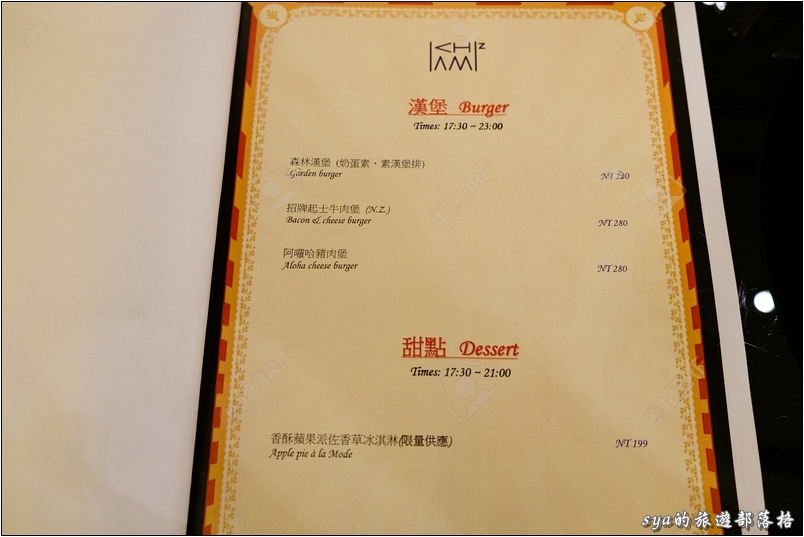 漢堡 Burger
Times: 17:30 ~ 23:00
森林漢堡 (奶蛋素、素漢堡排)
Garden burger
NT 220
招牌起士牛肉堡 (N.Z.)
Bacon & cheese burger
NT 280
阿囉哈豬肉堡
Aloha cheese burger
NT 280
甜點 Dessert
Times: 17:30 ~ 21:00
香酥蘋果派佐香草冰淇淋(限量供應)
Apple pie à la Mode
NT 199
sya的旅遊部落格